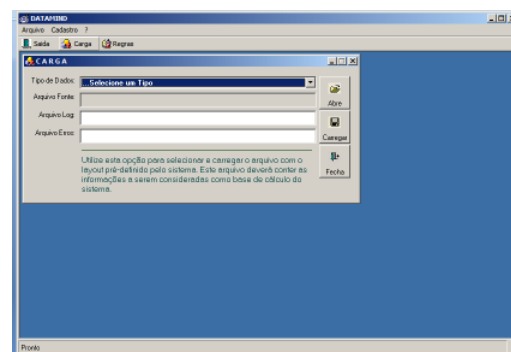 DATAMIND
Arquivo Cadastro ?
Saída Carga Regras
CARGA
Tipo de Dados: ...Selecione um Tipo
Arquivo Fonte:
Abre
Arquivo Log:
Arquivo Erros:
Carregar
Utilize esta opção para selecionar e carregar o arquivo com o
layout pré-definido pelo sistema. Este arquivo deverá conter as
informações a serem consideradas como base de cálculo do
sistema.
Fecha
Pronto